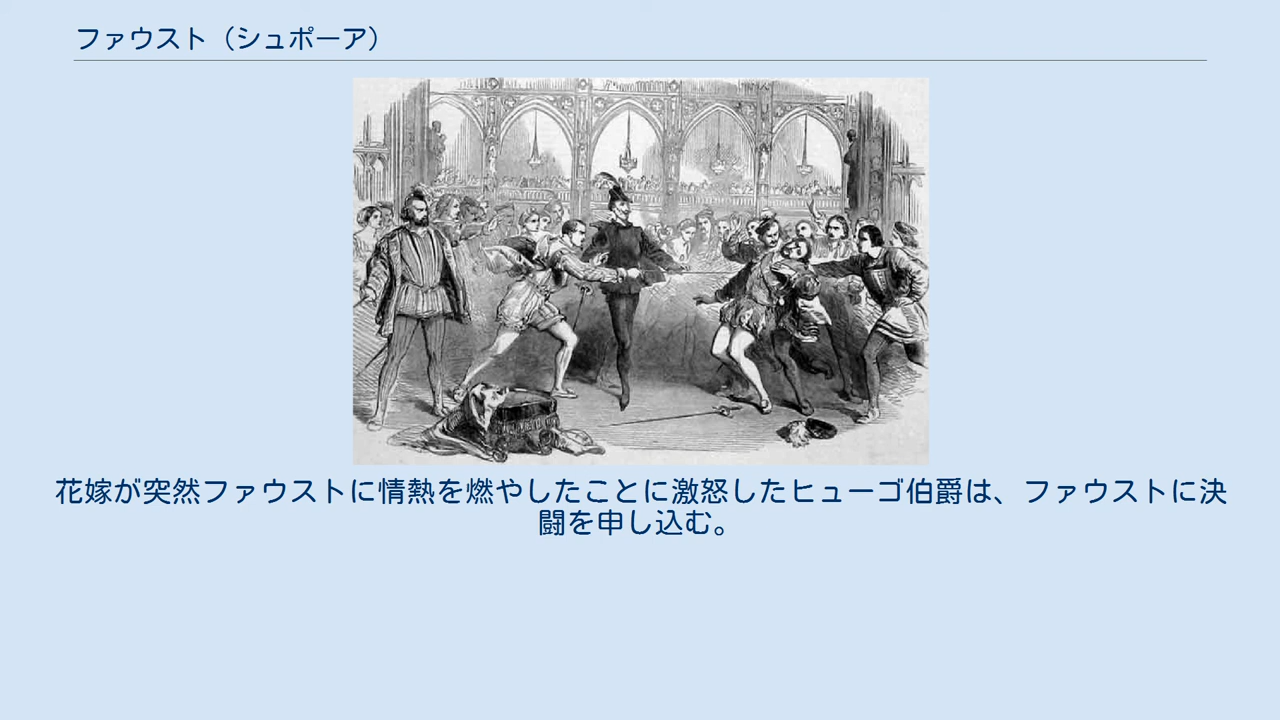 ファウスト（シュポーア）
花嫁が突然ファウストに情熱を燃やしたことに激怒したヒューゴ伯爵は、ファウストに決
闘を申し込む。